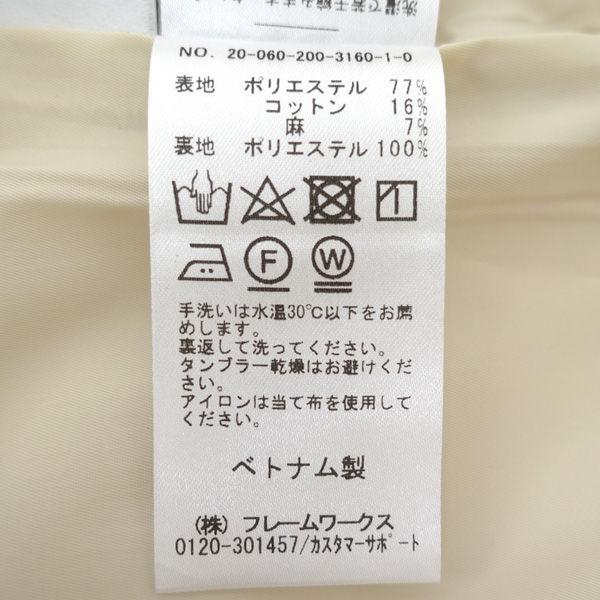 NO. 20-060-200-3160-1-0
表地 ポリエステル 77%
コットン 16%
麻 7%
裏地 ポリエステル 100%
F W
手洗いは水温30℃以下をお薦
めします。
裏返して洗ってください。
タンブラー乾燥はお避けくだ
さい。
アイロンは当て布を使用して
ください。
ベトナム製
(株) フレームワークス
0120-301457/カスタマーサポート